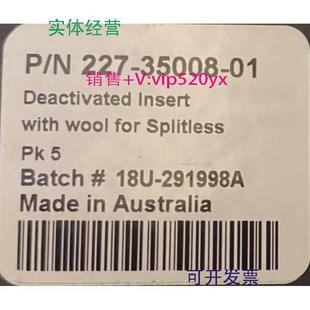 实体经营
P/N 227-35008-01
销售+V:vip520yx
Deactivated Insert
with wool for Splitless
Pk 5
Batch # 18U-291998A
Made in Australia
可开发票